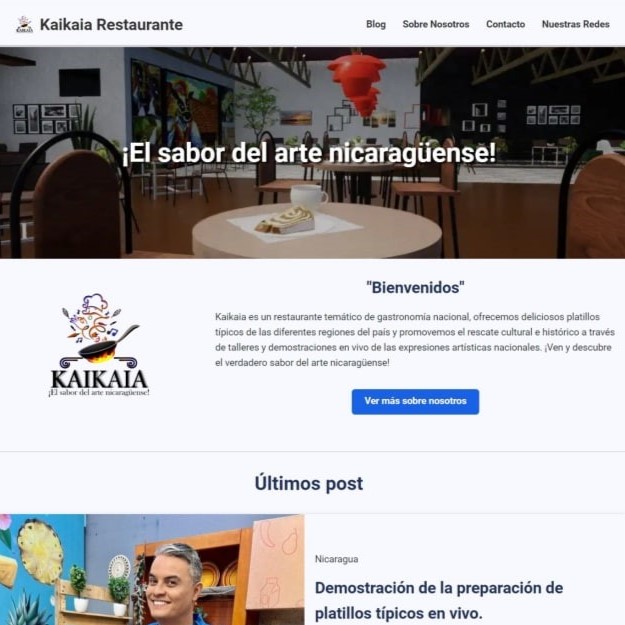 Kaikaia Restaurante
Blog Sobre Nosotros Contacto Nuestras Redes
¡El sabor del arte nicaragüense!
"Bienvenidos"
Kaikaia es un restaurante temático de gastronomía nacional, ofrecemos deliciosos platillos
típicos de las diferentes regiones del país y promovemos el rescate cultural e histórico a través
de talleres y demostraciones en vivo de las expresiones artísticas nacionales. ¡Ven y descubre
el verdadero sabor del arte nicaragüense!
KAIKAIA
¡El sabor del arte nicaragüense!
Ver más sobre nosotros
Últimos post
Nicaragua
Demostración de la preparación de
platillos típicos en vivo.